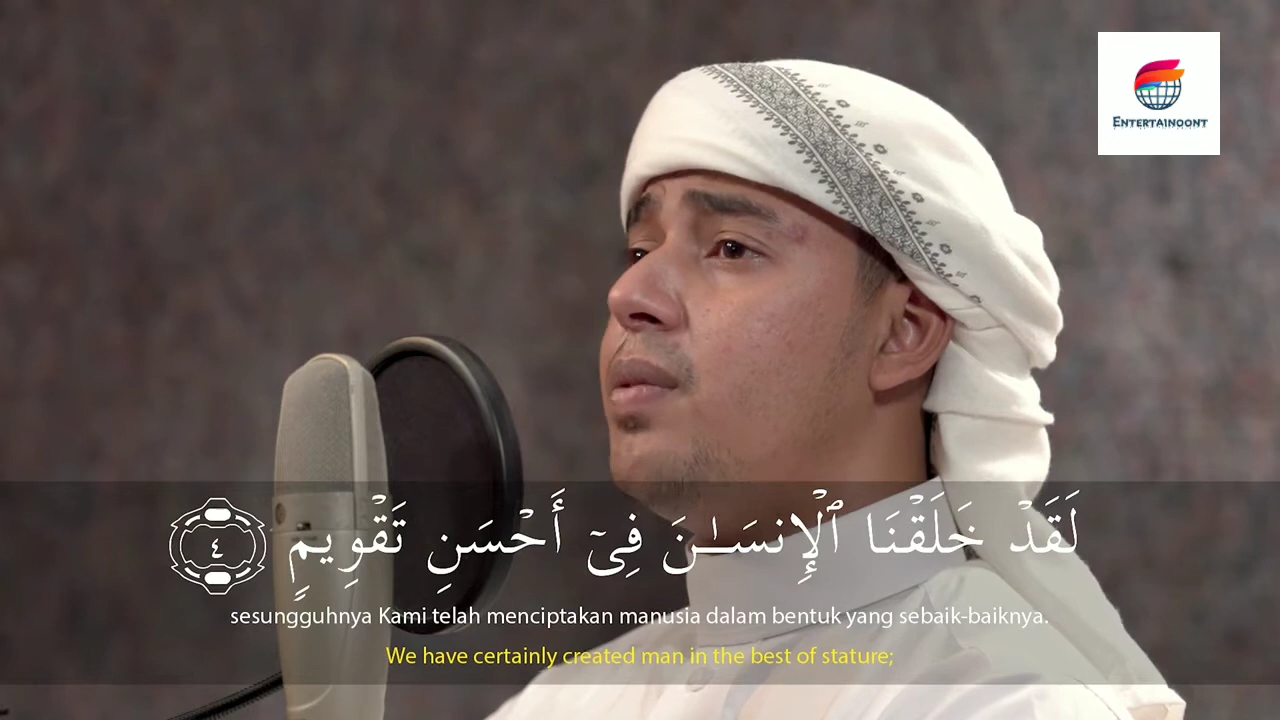 ENTERTAINOONT
لَقَدْ خَلَقْنَا ٱلْإِنسَـٰنَ فِىٓ أَحْسَنِ تَقْوِيمٍ ٤
sesungguhnya Kami telah menciptakan manusia dalam bentuk yang sebaik-baiknya.
We have certainly created man in the best of stature;